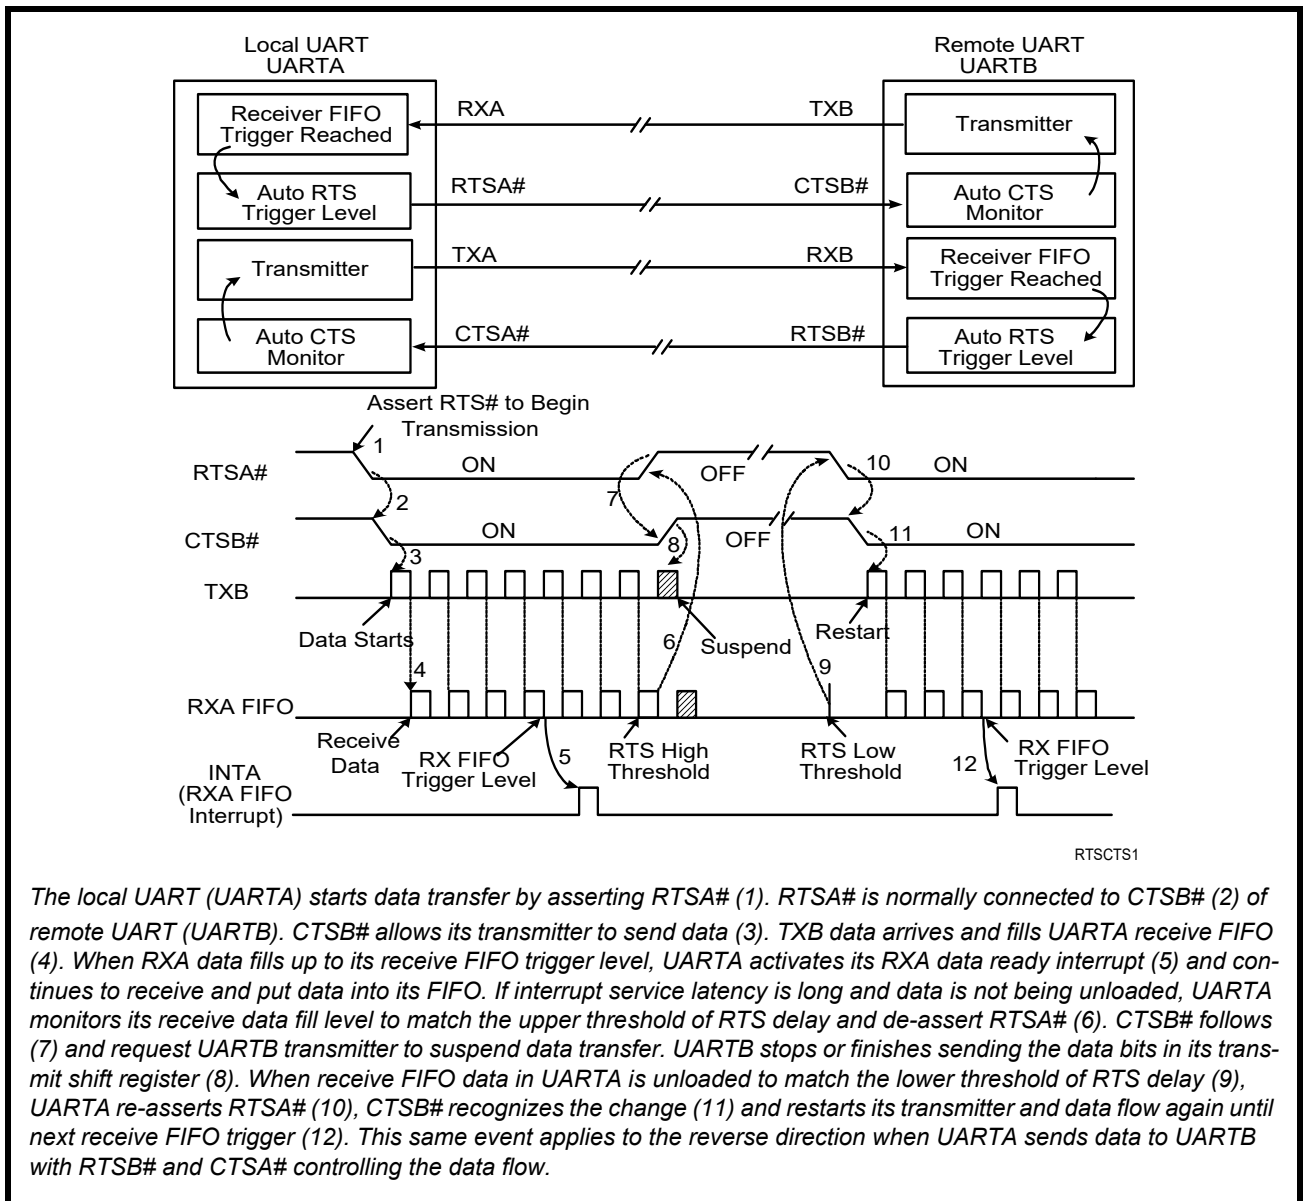 Local UART
UARTA
Remote UART
UARTB
Receiver FIFO
Trigger Reached
RXA
TXB
Transmitter
Auto RTS
Trigger Level
RTSA#
CTSB#
Auto CTS
Monitor
Transmitter
TXA
RXB
Receiver FIFO
Trigger Reached
Auto CTS
Monitor
CTSA#
RTSB#
Auto RTS
Trigger Level
Assert RTS# to Begin
Transmission
1
RTSA#
ON
OFF
10
ON
2
7
CTSB#
ON
8
OFF
11
ON
3
TXB
Data Starts
6
Suspend
Restart
4
9
RXA FIFO
Receive
Data
RX FIFO
Trigger Level
5
RTS High
Threshold
RTS Low
Threshold
12
RX FIFO
Trigger Level
INTA
(RXA FIFO
Interrupt)
RTSCTS1
The local UART (UARTA) starts data transfer by asserting RTSA# (1). RTSA# is normally connected to CTSB# (2) of
remote UART (UARTB). CTSB# allows its transmitter to send data (3). TXB data arrives and fills UARTA receive FIFO
(4). When RXA data fills up to its receive FIFO trigger level, UARTA activates its RXA data ready interrupt (5) and con-
tinues to receive and put data into its FIFO. If interrupt service latency is long and data is not being unloaded, UARTA
monitors its receive data fill level to match the upper threshold of RTS delay and de-assert RTSA# (6). CTSB# follows
(7) and request UARTB transmitter to suspend data transfer. UARTB stops or finishes sending the data bits in its trans-
mit shift register (8). When receive FIFO data in UARTA is unloaded to match the lower threshold of RTS delay (9),
UARTA re-asserts RTSA# (10), CTSB# recognizes the change (11) and restarts its transmitter and data flow again until
next receive FIFO trigger (12). This same event applies to the reverse direction when UARTA sends data to UARTB
with RTSB# and CTSA# controlling the data flow.